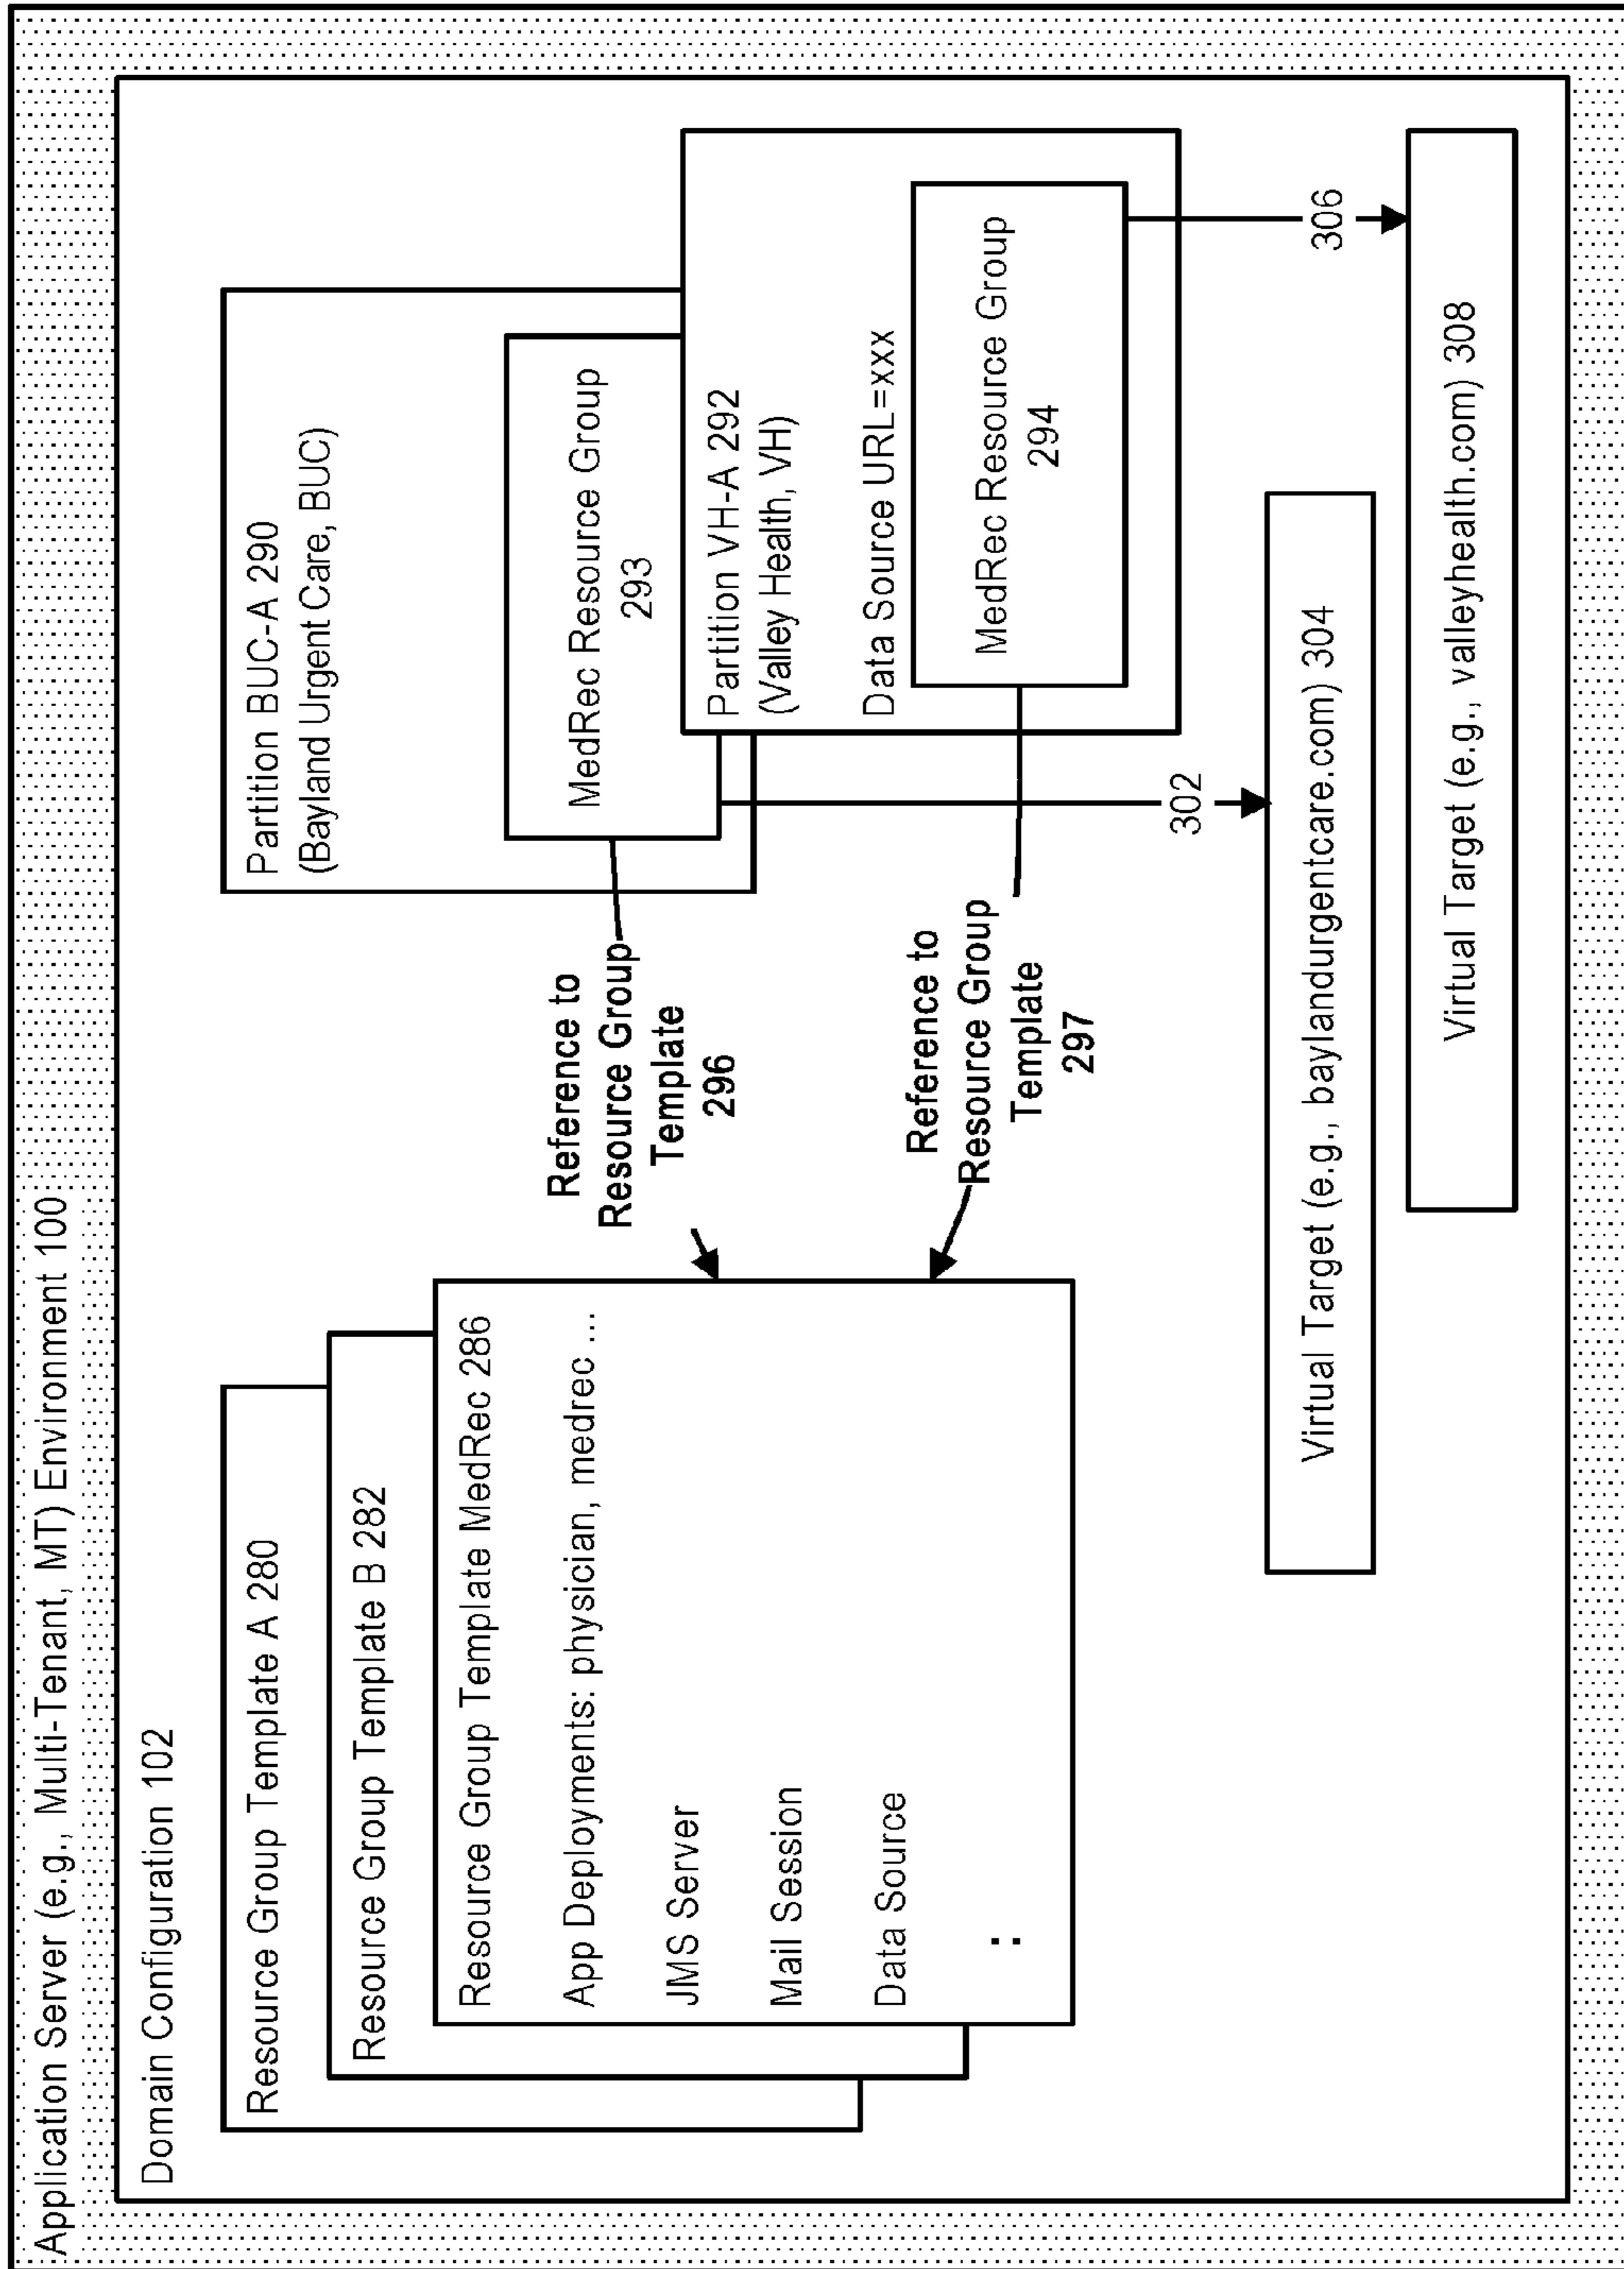 Application Server (e.g., Multi-Tenant, MT) Environment 100
Domain Configuration 102
Resource Group Template A 280
Resource Group Template B 282
Resource Group Template MedRec 286
App Deployments: physician, medrec ...
JMS Server
Mail Session
Data Source
:
Reference to
Resource Group
Template
296
Reference to
Resource Group
Template
297
Partition BUC-A 290
(Bayland Urgent Care, BUC)
MedRec Resource Group
293
Partition VH-A 292
(Valley Health, VH)
Data Source URL=xxx
MedRec Resource Group
294
302
306
Virtual Target (e.g., baylandurgentcare.com) 304
Virtual Target (e.g., valleyhealth.com) 308